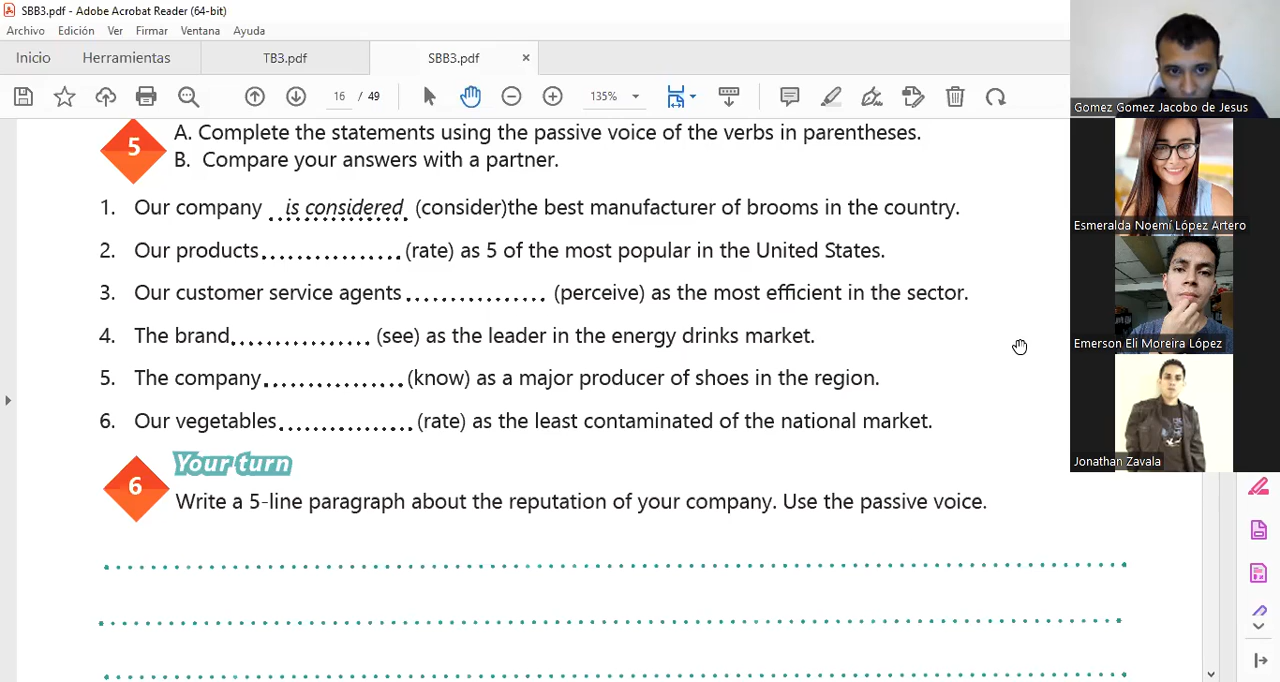 SBB3.pdf - Adobe Acrobat Reader (64-bit)
Archivo Edición Ver Firmar Ventana Ayuda
Inicio Herramientas TB3.pdf SBB3.pdf ×
16 / 49 135%
Gomez Gomez Jacobo de Jesus
5 A. Complete the statements using the passive voice of the verbs in parentheses.
B. Compare your answers with a partner.
1. Our company is considered (consider)the best manufacturer of brooms in the country.
Esmeralda Noemí López Artero
2. Our products................(rate) as 5 of the most popular in the United States.
3. Our customer service agents................ (perceive) as the most efficient in the sector.
4. The brand................ (see) as the leader in the energy drinks market.
Emerson Eli Moreira López
5. The company................(know) as a major producer of shoes in the region.
6. Our vegetables................(rate) as the least contaminated of the national market.
Jonathan Zavala
Your turn
6 Write a 5-line paragraph about the reputation of your company. Use the passive voice.